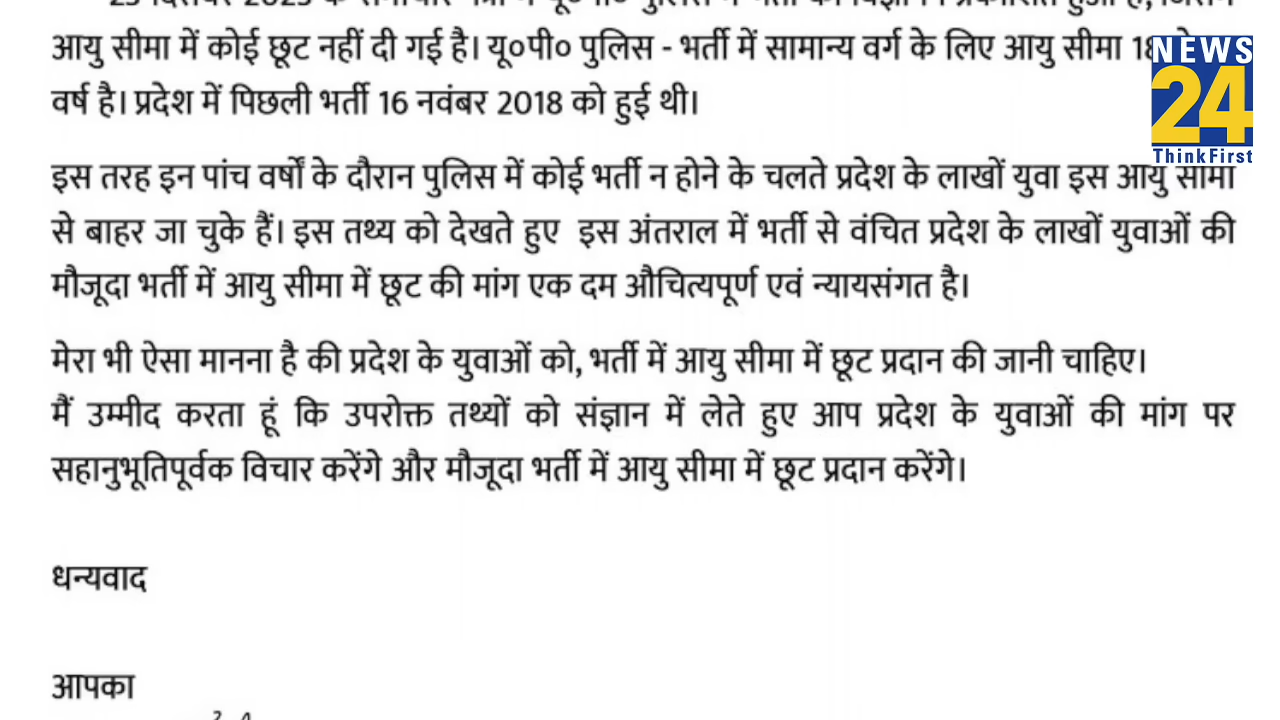 आयु सीमा में कोई छूट नहीं दी गई है। यू०पी० पुलिस - भर्ती में सामान्य वर्ग के लिए आयु सीमा
वर्ष है। प्रदेश में पिछली भर्ती 16 नवंबर 2018 को हुई थी।
इस तरह इन पांच वर्षों के दौरान पुलिस में कोई भर्ती न होने के चलते प्रदेश के लाखों युवा इस आयु सीमा
से बाहर जा चुके हैं। इस तथ्य को देखते हुए इस अंतराल में भर्ती से वंचित प्रदेश के लाखों युवाओं की
मौजूदा भर्ती में आयु सीमा में छूट की मांग एक दम औचित्यपूर्ण एवं न्यायसंगत है।
मेरा भी ऐसा मानना है की प्रदेश के युवाओं को, भर्ती में आयु सीमा में छूट प्रदान की जानी चाहिए।
मैं उम्मीद करता हूं कि उपरोक्त तथ्यों को संज्ञान में लेते हुए आप प्रदेश के युवाओं की मांग पर
सहानुभूतिपूर्वक विचार करेंगे और मौजूदा भर्ती में आयु सीमा में छूट प्रदान करेंगे।
धन्यवाद
आपका
NEWS
24
ThinkFirst